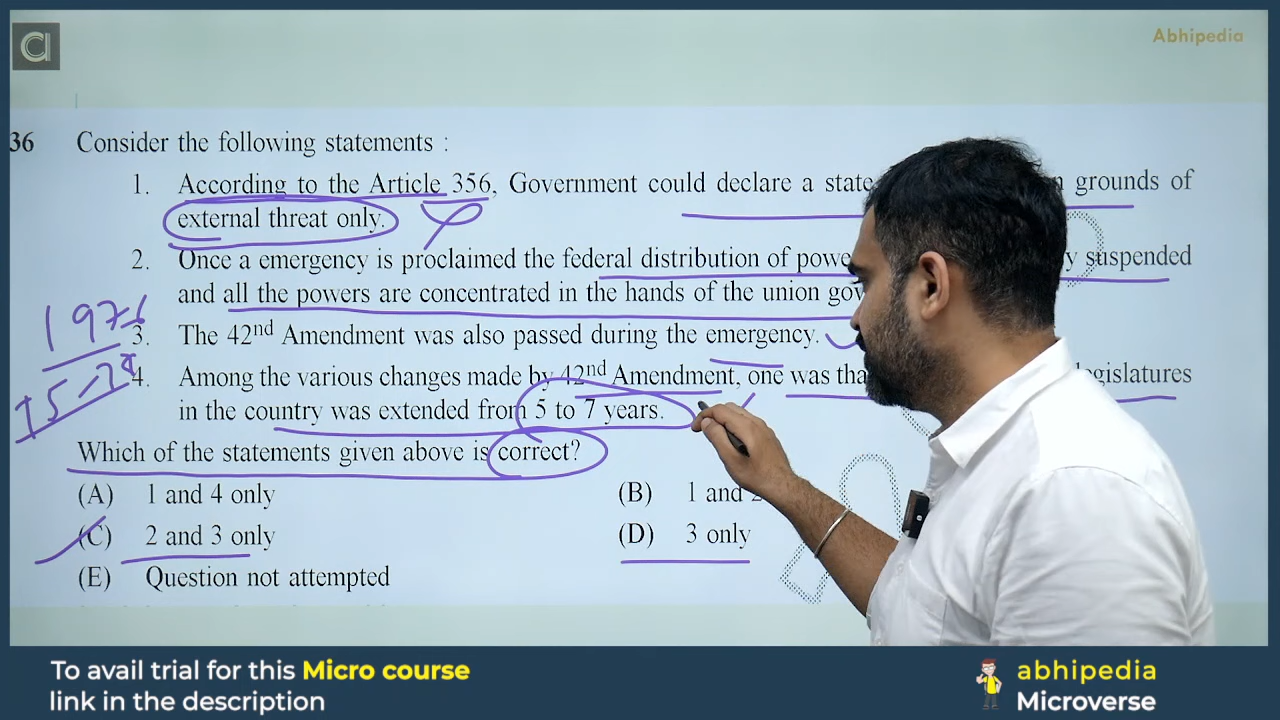 Abhipedia
36 Consider the following statements :
1. According to the Article 356, Government could declare a state grounds of
external threat only.
2. Once a emergency is proclaimed the federal distribution of suspended
and all the powers are concentrated in the hands of the union
1976
3. The 42nd Amendment was also passed during the emergency.
4. Among the various changes made by 42nd Amendment, one was
in the country was extended from 5 to 7 years.
Which of the statements given above is correct?
(A) 1 and 4 only
(B) 1 and
(C) 2 and 3 only
(D) 3 only
(E) Question not attempted
To avail trial for this Micro course
link in the description
abhipedia
Microverse